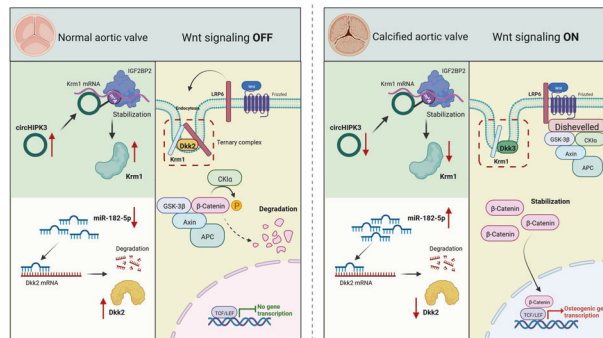 Normal aortic valve
Wnt signaling OFF
Krm1 mRNA
IGF2BP2
Stabilization
circHIPK3
Krm1
miR-182-5p
Degradation
Dkk2 mRNA
Dkk2
LRP6
Wnt
Frizzled
Endocytosis
Dkk2
Ternary complex
Krm1
CKIα
GSK-3β
β-Catenin
P
Axin
APC
Degradation
No gene
transcription
TCF/LEF
Calcified aortic valve
Wnt signaling ON
Krm1 mRNA
IGF2BP2
Stabilization
circHIPK3
Krm1
miR-182-5p
Degradation
Dkk2 mRNA
Dkk2
LRP6
Wnt
Frizzled
Dishevelled
Dkk3
GSK-3β
CKIα
Krm1
Axin
APC
Stabilization
β-Catenin
β-Catenin
β-Catenin
β-Catenin
TCF/LEF
Osteogenic ge
transcription